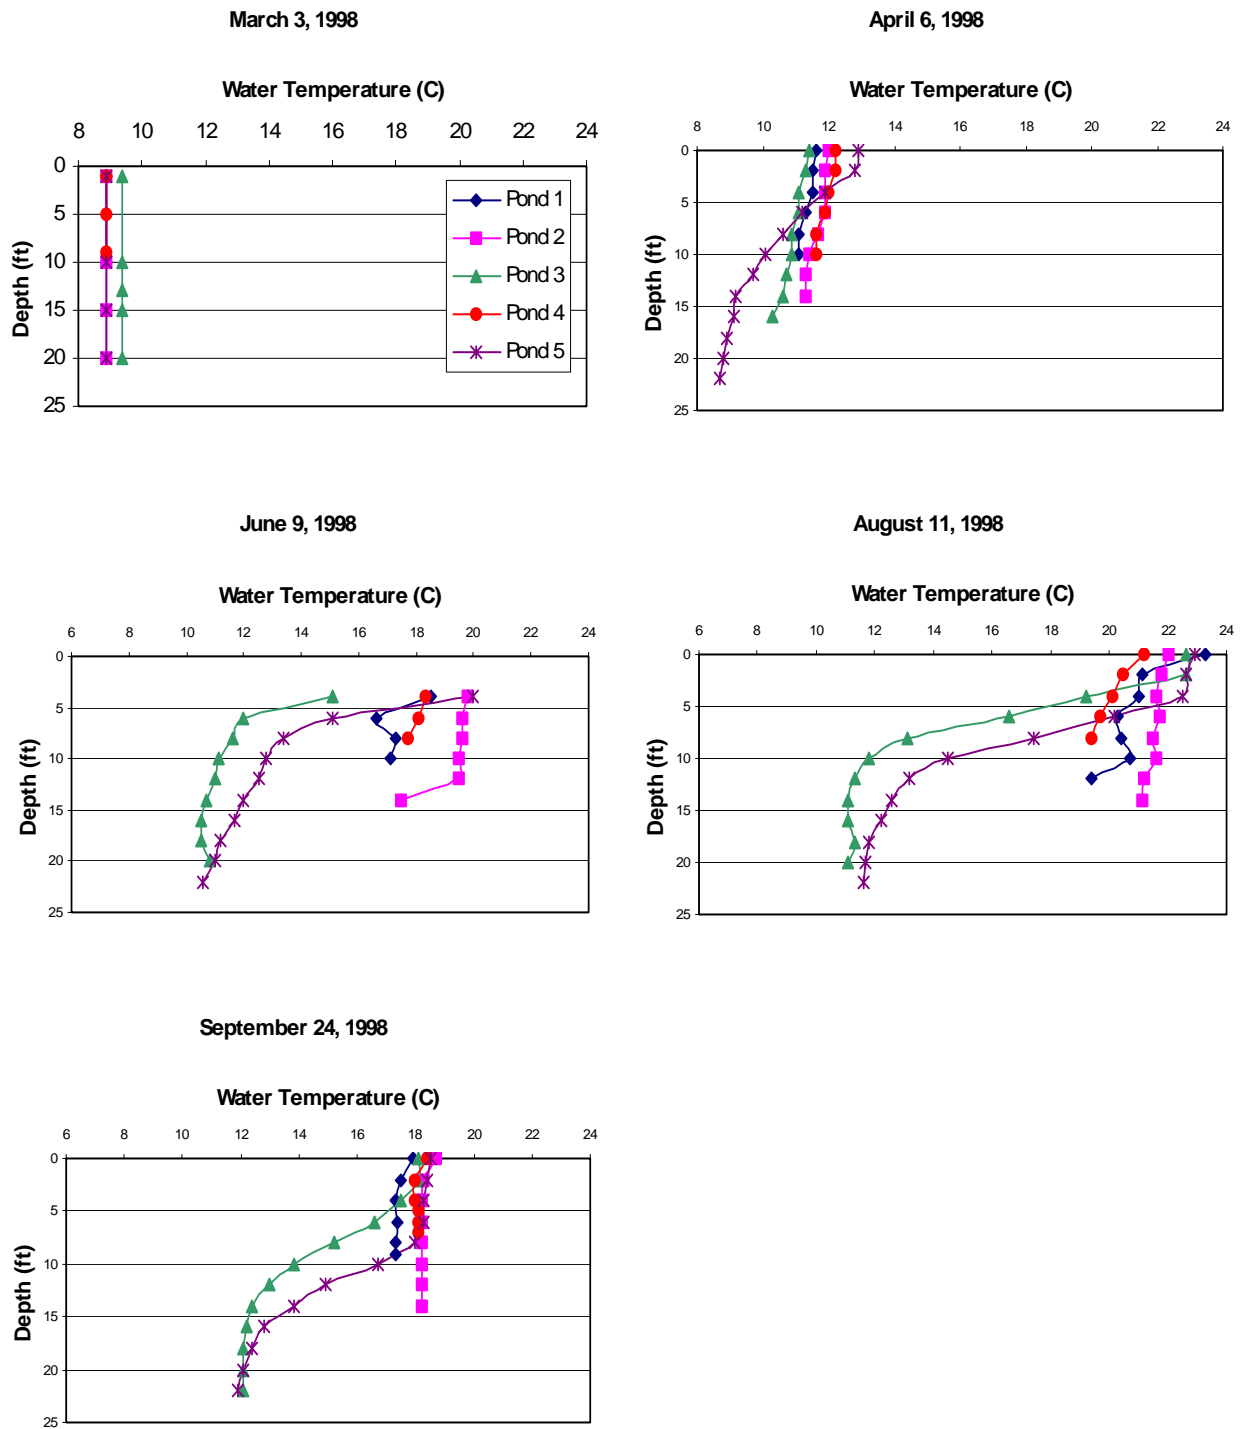 March 3, 1998
Water Temperature (C)
8 10 12 14 16 18 20 22 24
0
5
10
15
20
25
Depth (ft)
Pond 1
Pond 2
Pond 3
Pond 4
Pond 5
April 6, 1998
Water Temperature (C)
8 10 12 14 16 18 20 22 24
0
5
10
15
20
25
Depth (ft)
June 9, 1998
Water Temperature (C)
6 8 10 12 14 16 18 20 22 24
0
5
10
15
20
25
Depth (ft)
August 11, 1998
Water Temperature (C)
6 8 10 12 14 16 18 20 22 24
0
5
10
15
20
25
Depth (ft)
September 24, 1998
Water Temperature (C)
6 8 10 12 14 16 18 20 22 24
0
5
10
15
20
25
Depth (ft)